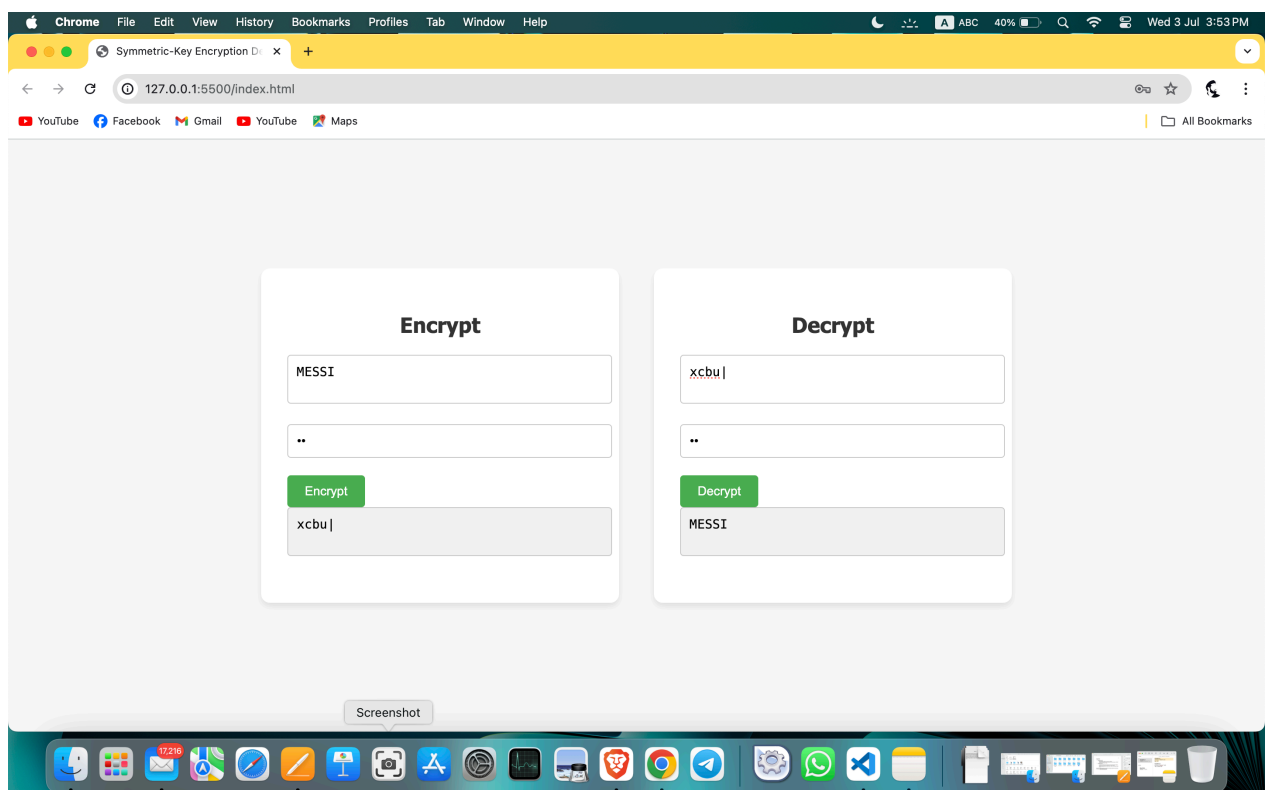 Chrome File Edit View History Bookmarks Profiles Tab Window Help A ABC 40% Wed 3 Jul 3:53 PM
Symmetric-Key Encryption De
127.0.0.1:5500/index.html
YouTube Facebook Gmail YouTube Maps All Bookmarks
Encrypt
MESSI
••
Encrypt
xcbu|
Decrypt
xcbu|
••
Decrypt
MESSI
Screenshot
17,216